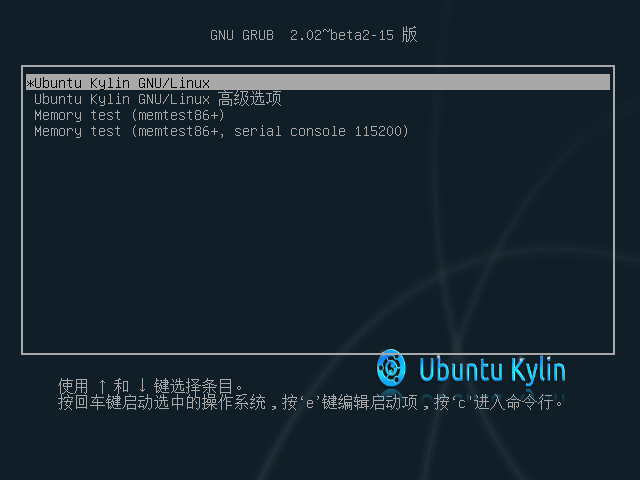 GNU GRUB 2.02~beta2-15 版
*Ubuntu Kylin GNU/Linux
Ubuntu Kylin GNU/Linux 高级选项
Memory test (memtest86+)
Memory test (memtest86+, serial console 115200)
Ubuntu Kylin
使用 ↑ 和 ↓ 键选择条目。
按回车键启动选中的操作系统，按‘e’键编辑启动项，按‘c’进入命令行。